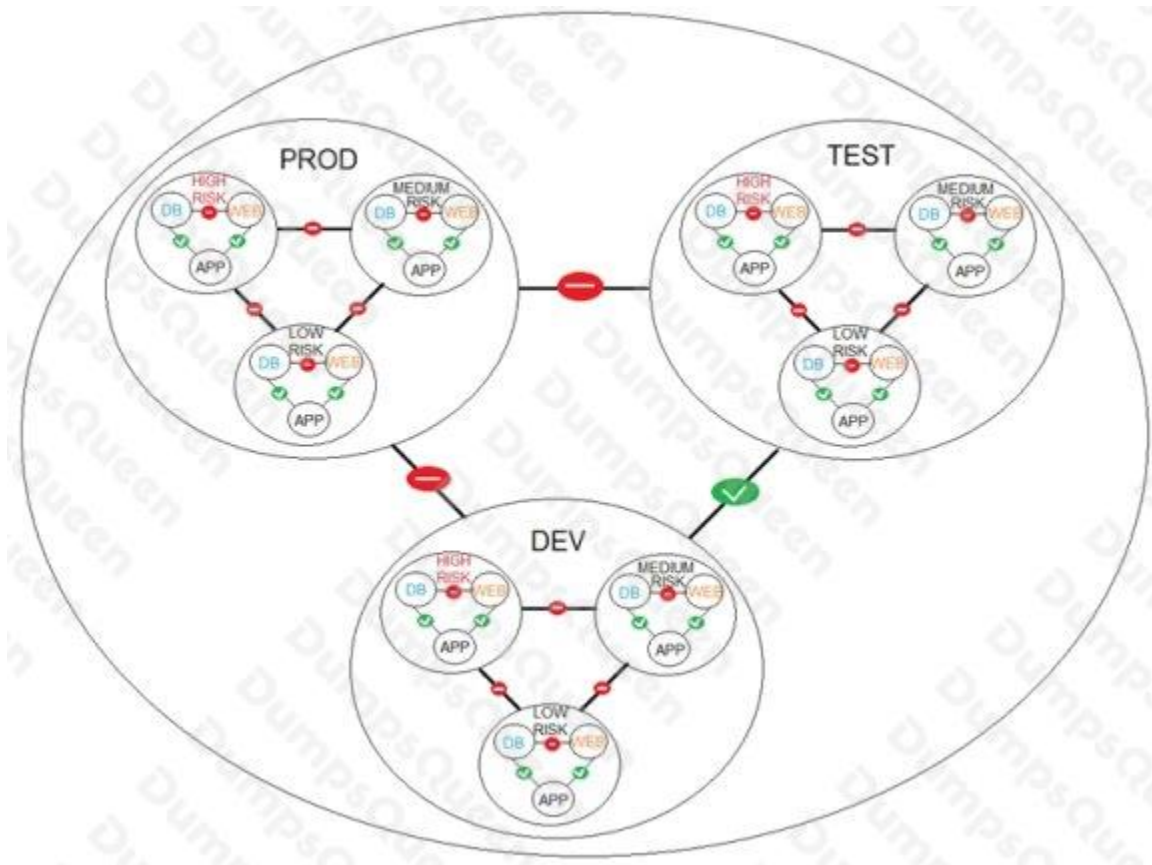 PROD
HIGH
RISK
DB
WEB
APP
MEDIUM
RISK
DB
WEB
APP
LOW
RISK
DB
WEB
APP
TEST
HIGH
RISK
DB
WEB
APP
MEDIUM
RISK
DB
WEB
APP
LOW
RISK
DB
WEB
APP
DEV
HIGH
RISK
DB
WEB
APP
MEDIUM
RISK
DB
WEB
APP
LOW
RISK
DB
WEB
APP
DumpsQueen